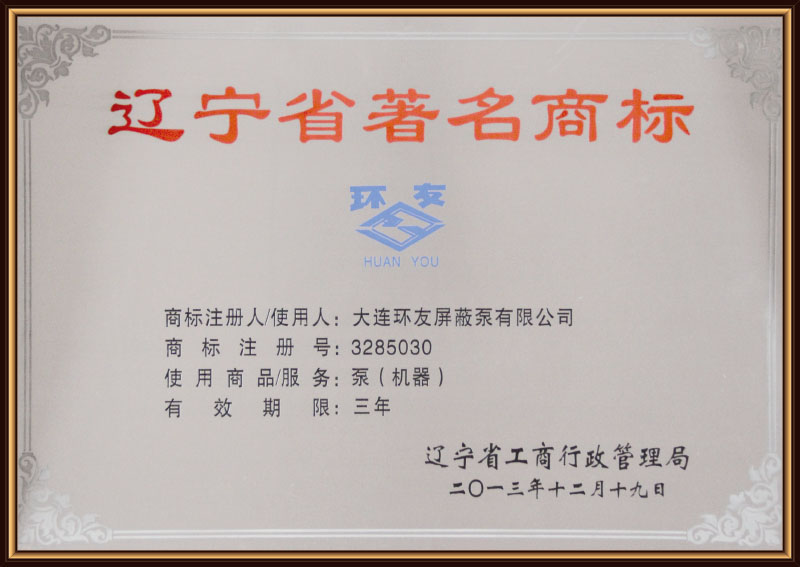 辽宁省著名商标
环友
HUAN YOU
商标注册人/使用人：大连环友屏蔽泵有限公司
商标注册号：3285030
使用商品/服务：泵（机器）
有效期限：三年
辽宁省工商行政管理局
二〇一三年十二月十九日